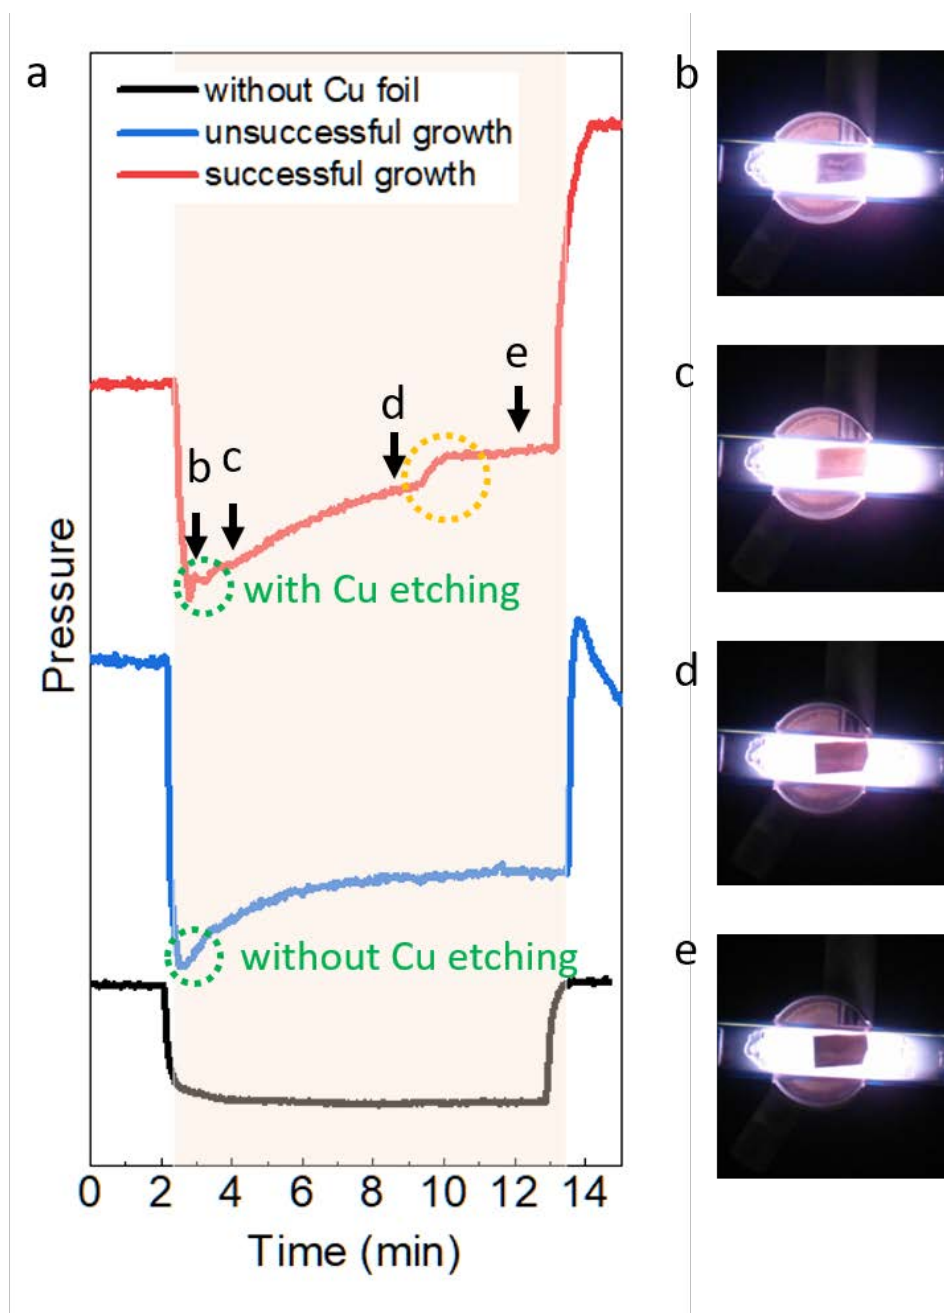 a
without Cu foil
unsuccessful growth
successful growth
b
c
d
e
with Cu etching
without Cu etching
Pressure
0 2 4 6 8 10 12 14
Time (min)
b
c
d
e